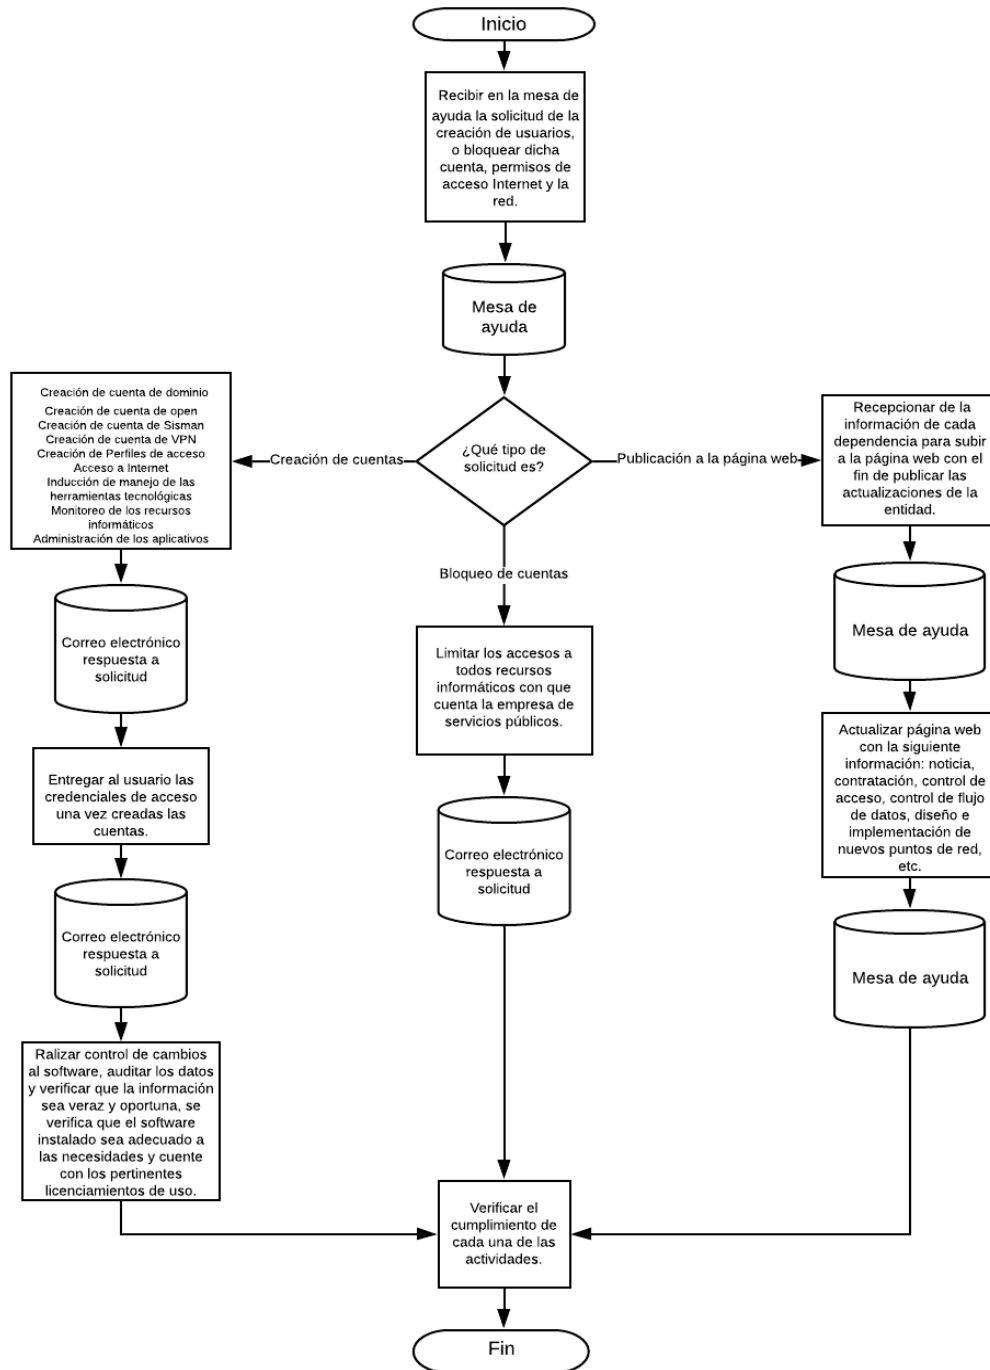 Inicio
Recibir en la mesa de
ayuda la solicitud de la
creación de usuarios,
o bloquear dicha
cuenta, permisos de
acceso Internet y la
red.
Mesa de
ayuda
¿Qué tipo de
solicitud es?
Creación de cuentas
Creación de cuenta de dominio
Creación de cuenta de open
Creación de cuenta de Sisman
Creación de cuenta de VPN
Creación de Perfiles de acceso
Acceso a Internet
Inducción de manejo de las
herramientas tecnológicas
Monitoreo de los recursos
informáticos
Administración de los aplicativos
Correo electrónico
respuesta a
solicitud
Entregar al usuario las
credenciales de acceso
una vez creadas las
cuentas.
Correo electrónico
respuesta a
solicitud
Ralizar control de cambios
al software, auditar los datos
y verificar que la información
sea veraz y oportuna, se
verifica que el software
instalado sea adecuado a
las necesidades y cuente
con los pertinentes
licenciamientos de uso.
Bloqueo de cuentas
Limitar los accesos a
todos recursos
informáticos con que
cuenta la empresa de
servicios públicos.
Correo electrónico
respuesta a
solicitud
Publicación a la página web
Recepcionar de la
información de cada
dependencia para subir
a la página web con el
fin de publicar las
actualizaciones de la
entidad.
Mesa de ayuda
Actualizar página web
con la siguiente
información: noticia,
contratación, control de
acceso, control de flujo
de datos, diseño e
implementación de
nuevos puntos de red,
etc.
Mesa de ayuda
Verificar el
cumplimiento de
cada una de las
actividades.
Fin